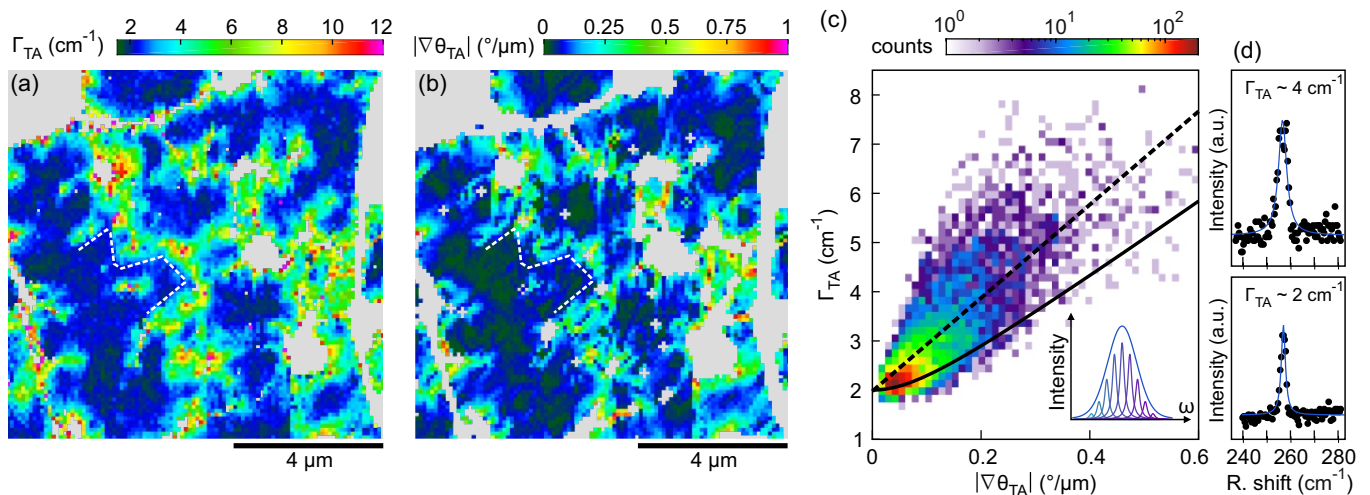 2 4 6 8 10 12
Γ_TA (cm⁻¹)
(a)
4 µm
0 0.25 0.5 0.75 1
|∇θ_TA| (°/µm)
(b)
4 µm
(c)
10⁰ 10¹ 10²
counts
8
7
6
5
4
3
2
1
Γ_TA (cm⁻¹)
0 0.2 0.4 0.6
|∇θ_TA| (°/µm)
Intensity
ω
(d)
Γ_TA ~ 4 cm⁻¹
Intensity (a.u.)
Γ_TA ~ 2 cm⁻¹
Intensity (a.u.)
240 260 280
R. shift (cm⁻¹)